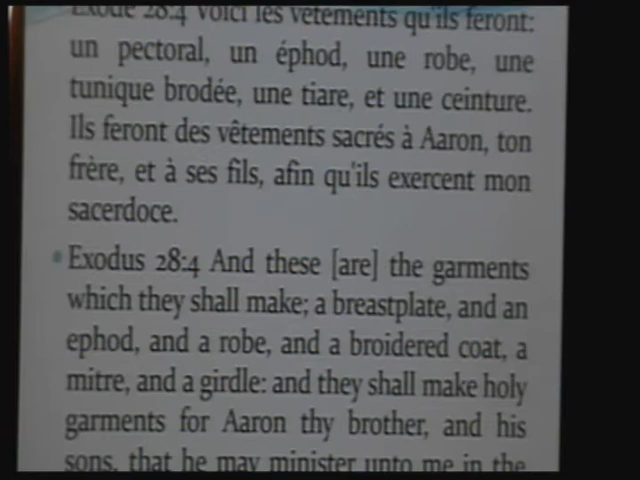 Exode 28:4 Voici les vêtements qu'ils feront:
un pectoral, un éphod, une robe, une
tunique brodée, une tiare, et une ceinture.
Ils feront des vêtements sacrés à Aaron, ton
frère, et à ses fils, afin qu'ils exercent mon
sacerdoce.
• Exodus 28:4 And these [are] the garments
which they shall make; a breastplate, and an
ephod, and a robe, and a broidered coat, a
mitre, and a girdle: and they shall make holy
garments for Aaron thy brother, and his
sons, that he may minister unto me in the